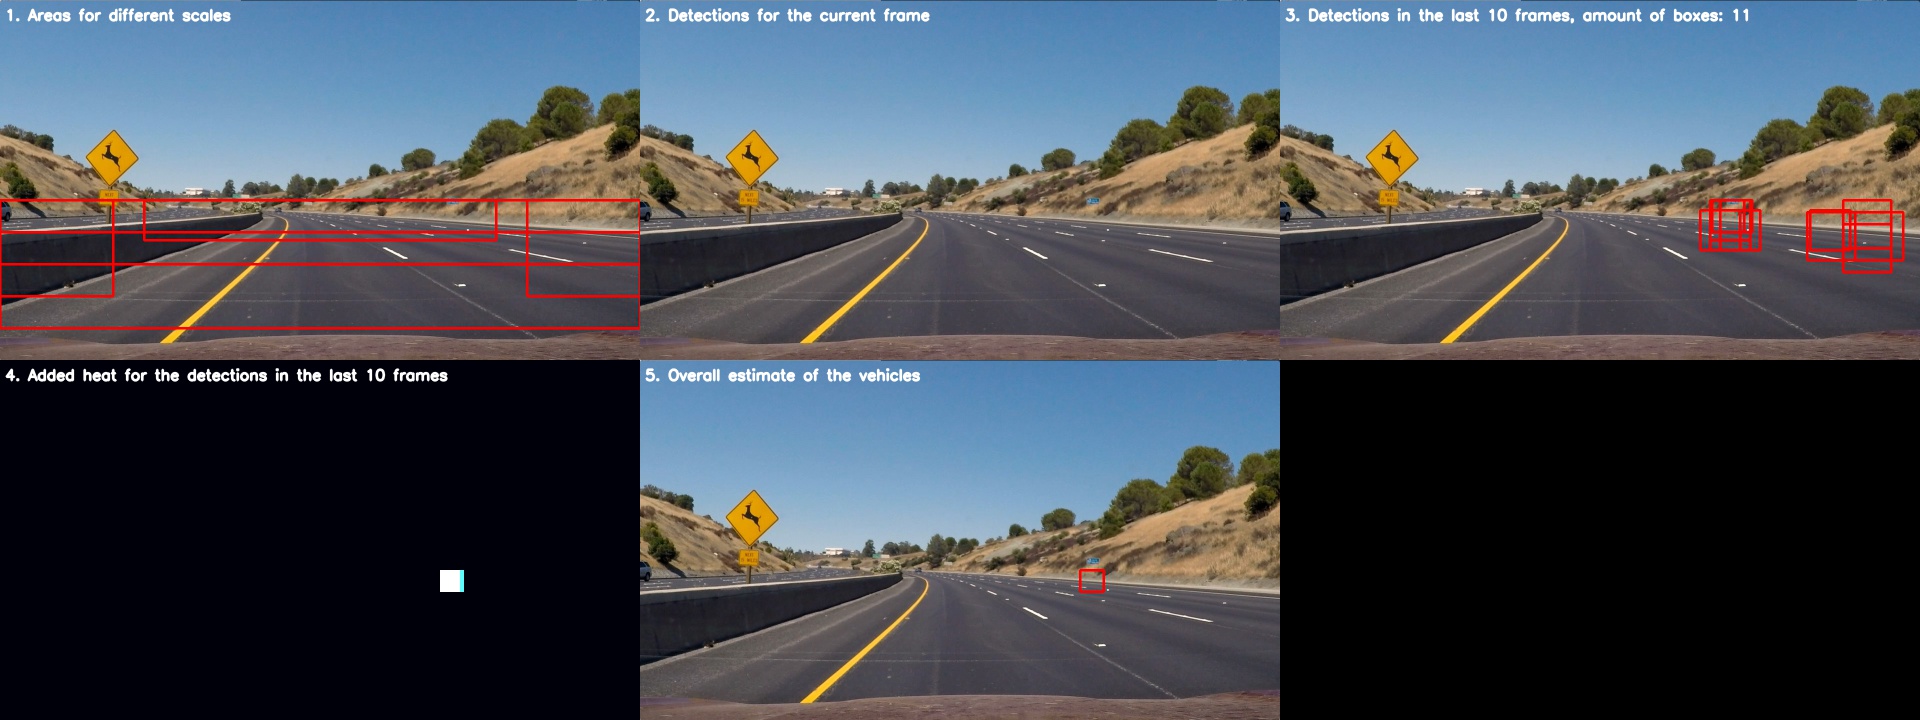 1. Areas for different scales
2. Detections for the current frame
3. Detections in the last 10 frames, amount of boxes: 11
4. Added heat for the detections in the last 10 frames
5. Overall estimate of the vehicles